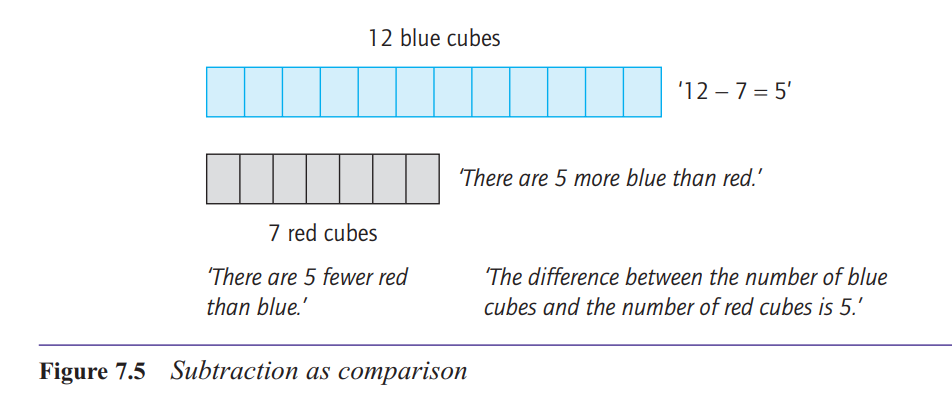 12 blue cubes
'12 – 7 = 5'
'There are 5 more blue than red.'
7 red cubes
'There are 5 fewer red
than blue.'
'The difference between the number of blue
cubes and the number of red cubes is 5.'
Figure 7.5 Subtraction as comparison